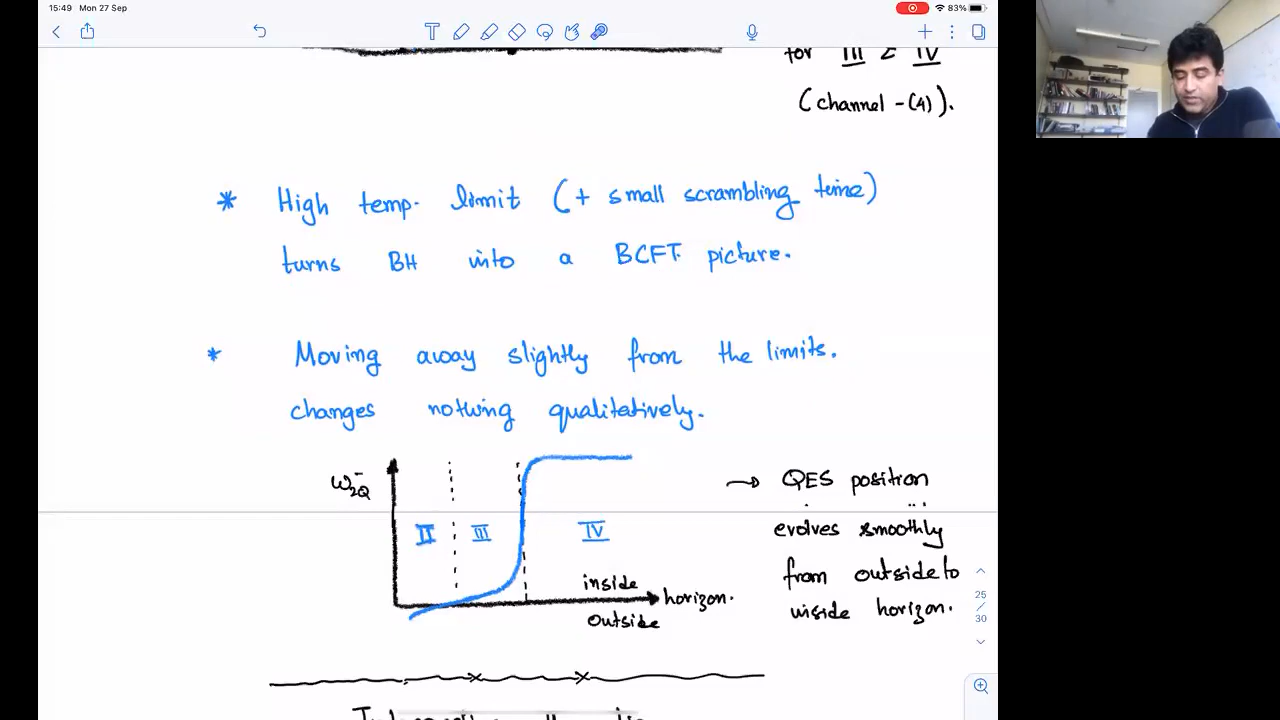 15:49 Mon 27 Sep
83%
for III & IV
(channel-(4)).
* High temp. limit (+ small scrambling time)
turns BH into a BCFT picture.
* Moving away slightly from the limits.
changes nothing qualitatively.
ω⁻2Q
II III IV
→ QES position
evolves smoothly
from outside to
inside horizon.
inside
horizon.
outside
25
/
30